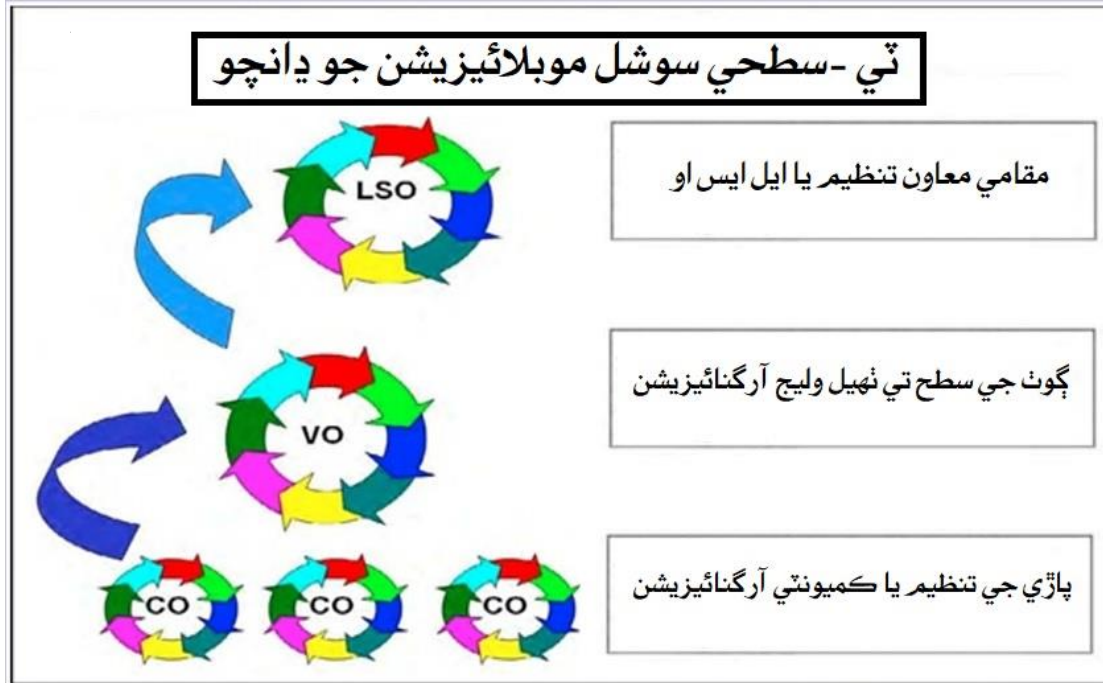 ٽي -سطحي سوشل موبلائيزيشن جو ڍانچو
LSO
مقامي معاون تنظيم يا ايل ايس او
VO
ڳوٺ جي سطح تي ٺهيل وليج آرگنائيزيشن
CO
CO
CO
پاڙي جي تنظيم يا ڪميونٽي آرگنائيزيشن